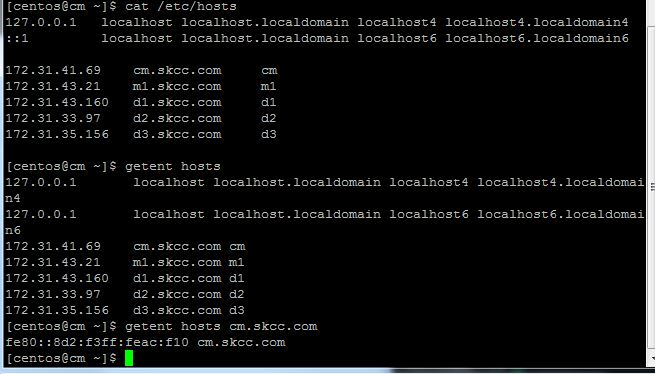 [centos@cm ~]$ cat /etc/hosts
127.0.0.1   localhost localhost.localdomain localhost4 localhost4.localdomain4
::1         localhost localhost.localdomain localhost6 localhost6.localdomain6
172.31.41.69    cm.skcc.com     cm
172.31.43.21    m1.skcc.com     m1
172.31.43.160   d1.skcc.com     d1
172.31.33.97    d2.skcc.com     d2
172.31.35.156   d3.skcc.com     d3
[centos@cm ~]$ getent hosts
127.0.0.1       localhost localhost.localdomain localhost4 localhost4.localdomai
n4
127.0.0.1       localhost localhost.localdomain localhost6 localhost6.localdomai
n6
172.31.41.69    cm.skcc.com cm
172.31.43.21    m1.skcc.com m1
172.31.43.160   d1.skcc.com d1
172.31.33.97    d2.skcc.com d2
172.31.35.156   d3.skcc.com d3
[centos@cm ~]$ getent hosts cm.skcc.com
fe80::8d2:f3ff:feac:f10 cm.skcc.com
[centos@cm ~]$